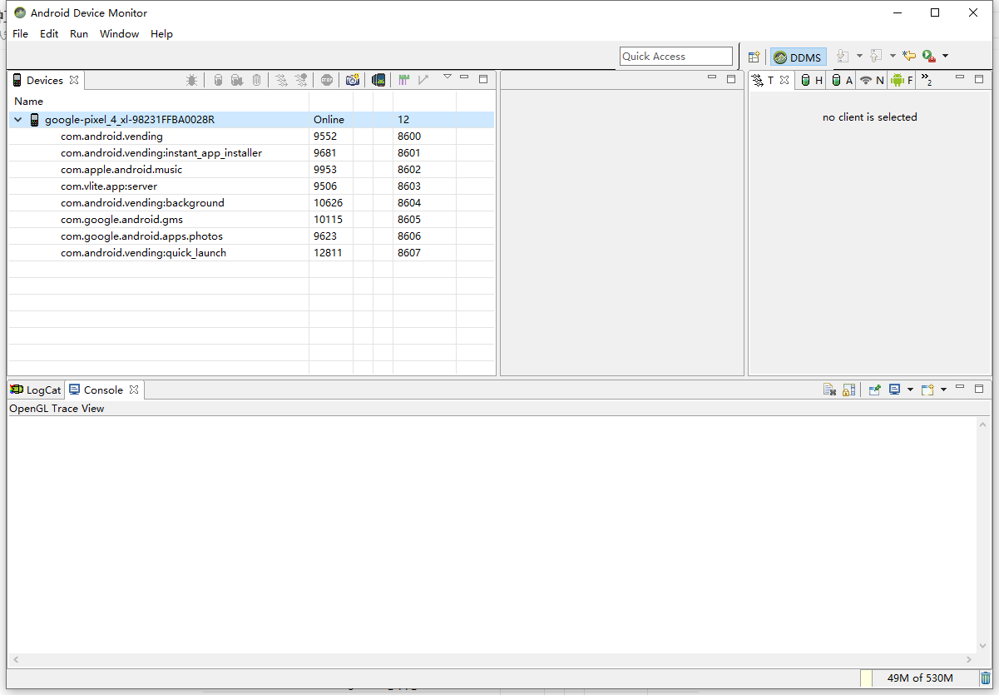 Android Device Monitor
File Edit Run Window Help
Quick Access
DDMS
Devices
T H A N F 2
Name
no client is selected
google-pixel_4_xl-98231FFBA0028R Online 12
com.android.vending 9552 8600
com.android.vending:instant_app_installer 9681 8601
com.apple.android.music 9953 8602
com.vlite.app:server 9506 8603
com.android.vending:background 10626 8604
com.google.android.gms 10115 8605
com.google.android.apps.photos 9623 8606
com.android.vending:quick_launch 12811 8607
LogCat Console
OpenGL Trace View
49M of 530M